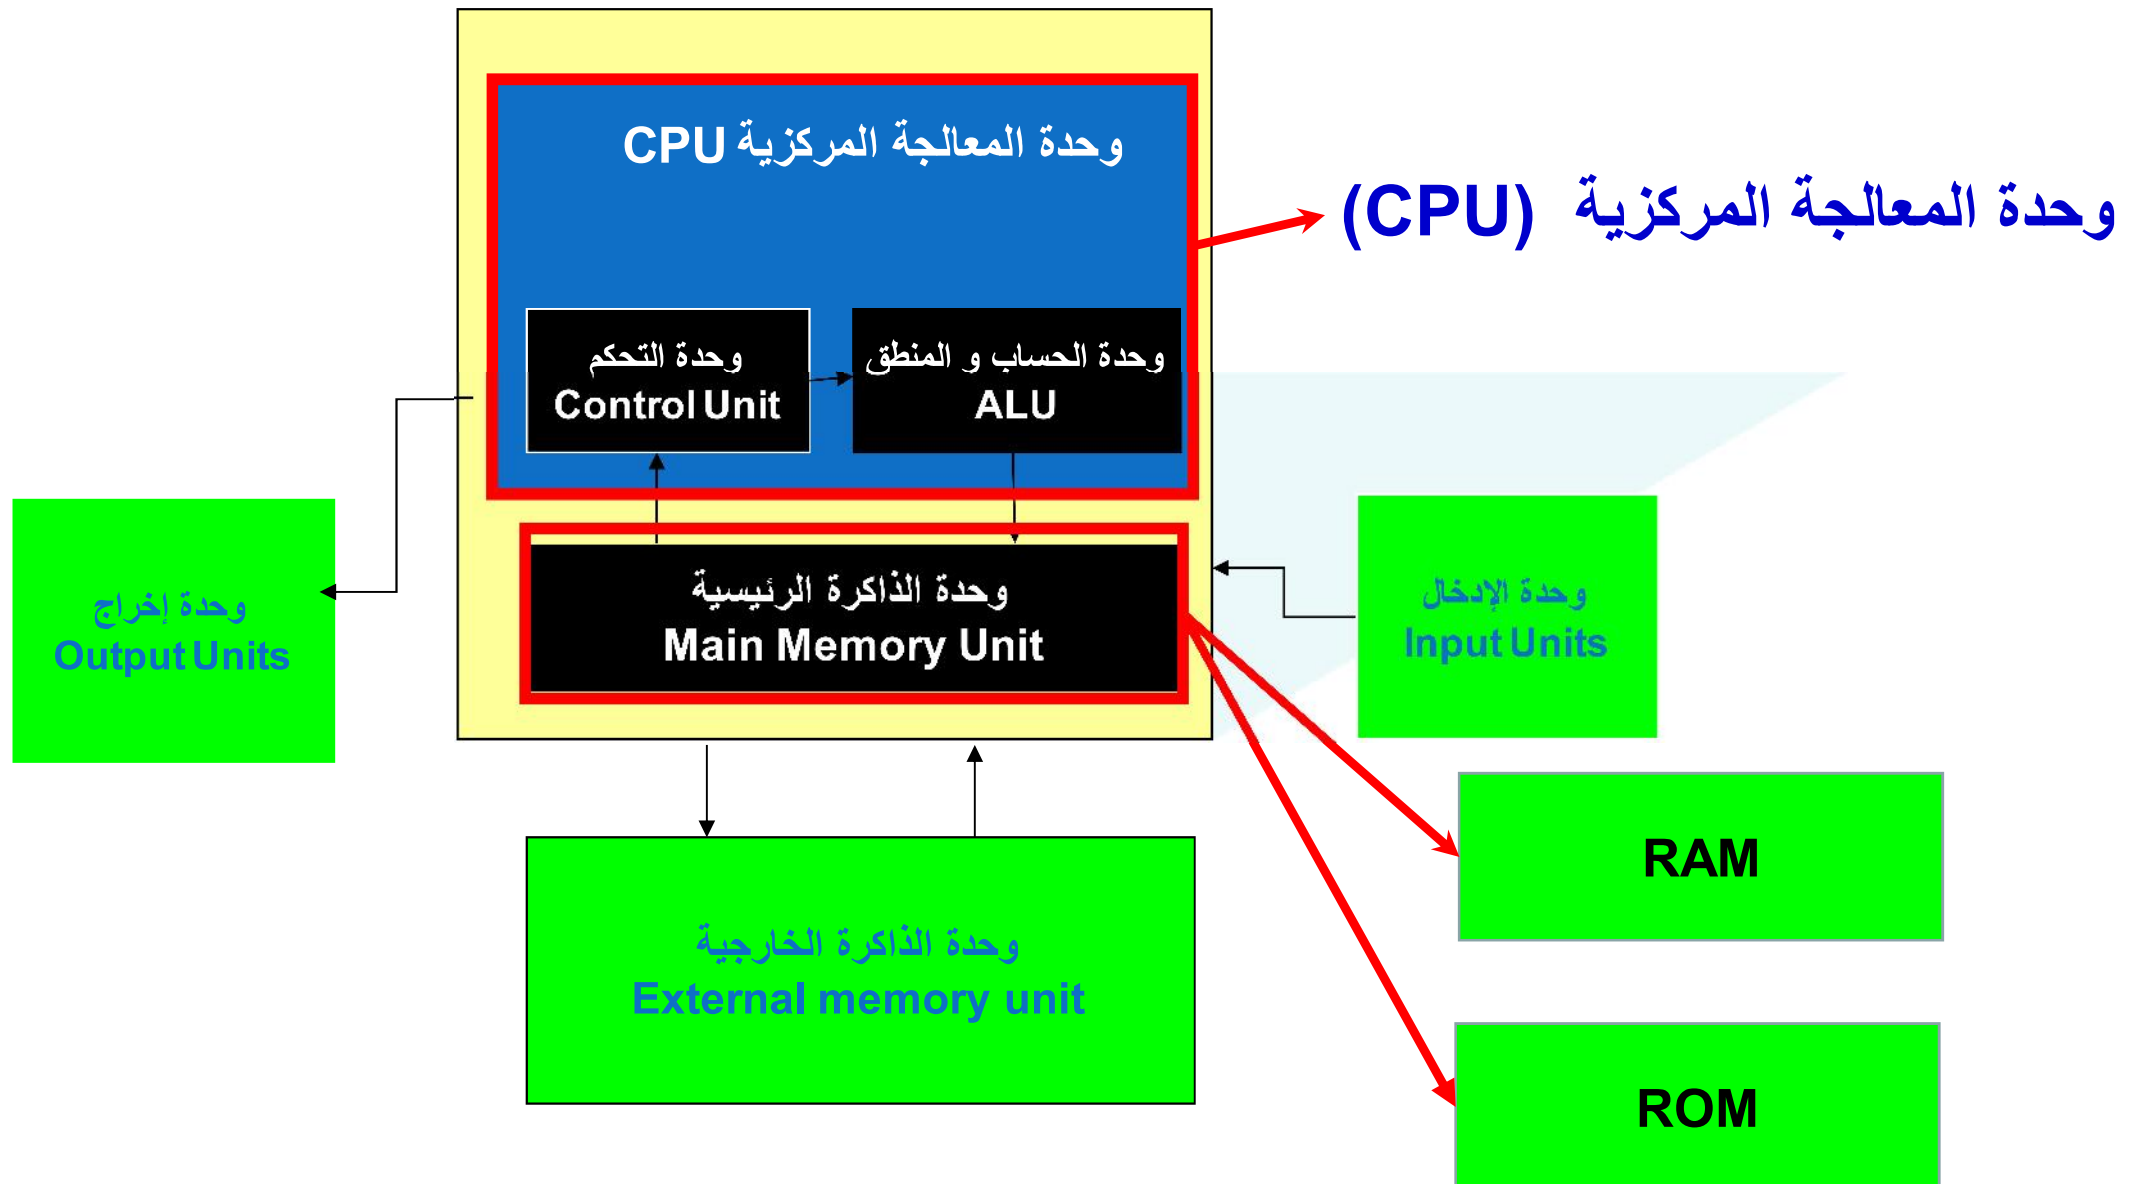 وحدة المعالجة المركزية CPU
وحدة المعالجة المركزية (CPU)
وحدة التحكم
Control Unit
وحدة الحساب و المنطق
ALU
وحدة إخراج
Output Units
وحدة الذاكرة الرئيسية
Main Memory Unit
وحدة الإدخال
Input Units
RAM
وحدة الذاكرة الخارجية
External memory unit
ROM